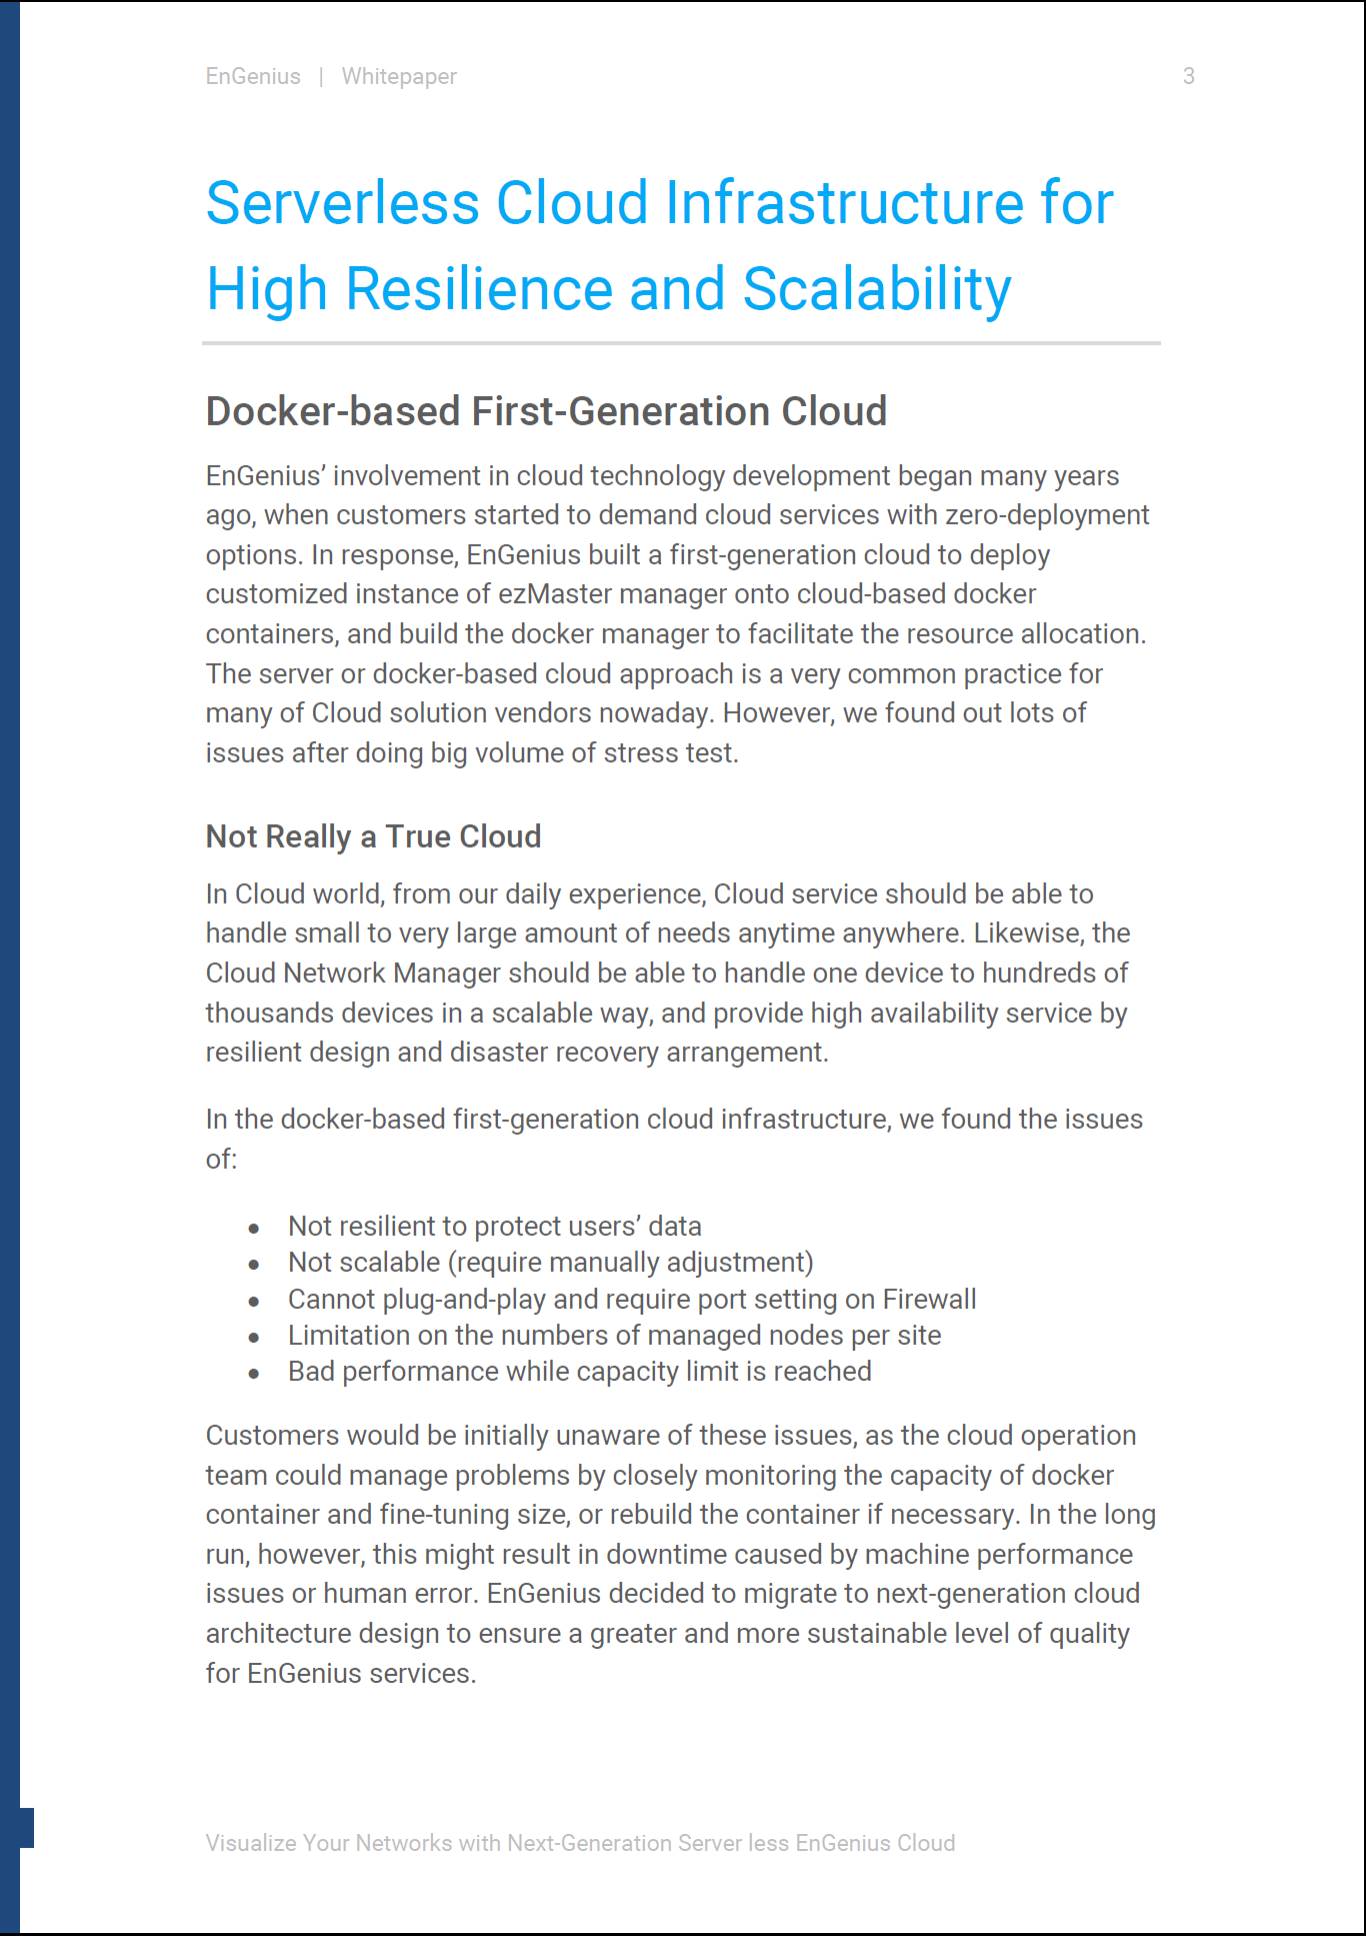 EnGenius | Whitepaper 3
Serverless Cloud Infrastructure for
High Resilience and Scalability
Docker-based First-Generation Cloud
EnGenius’ involvement in cloud technology development began many years
ago, when customers started to demand cloud services with zero-deployment
options. In response, EnGenius built a first-generation cloud to deploy
customized instance of ezMaster manager onto cloud-based docker
containers, and build the docker manager to facilitate the resource allocation.
The server or docker-based cloud approach is a very common practice for
many of Cloud solution vendors nowaday. However, we found out lots of
issues after doing big volume of stress test.
Not Really a True Cloud
In Cloud world, from our daily experience, Cloud service should be able to
handle small to very large amount of needs anytime anywhere. Likewise, the
Cloud Network Manager should be able to handle one device to hundreds of
thousands devices in a scalable way, and provide high availability service by
resilient design and disaster recovery arrangement.
In the docker-based first-generation cloud infrastructure, we found the issues
of:
● Not resilient to protect users’ data
● Not scalable (require manually adjustment)
● Cannot plug-and-play and require port setting on Firewall
● Limitation on the numbers of managed nodes per site
● Bad performance while capacity limit is reached
Customers would be initially unaware of these issues, as the cloud operation
team could manage problems by closely monitoring the capacity of docker
container and fine-tuning size, or rebuild the container if necessary. In the long
run, however, this might result in downtime caused by machine performance
issues or human error. EnGenius decided to migrate to next-generation cloud
architecture design to ensure a greater and more sustainable level of quality
for EnGenius services.
Visualize Your Networks with Next-Generation Server less EnGenius Cloud